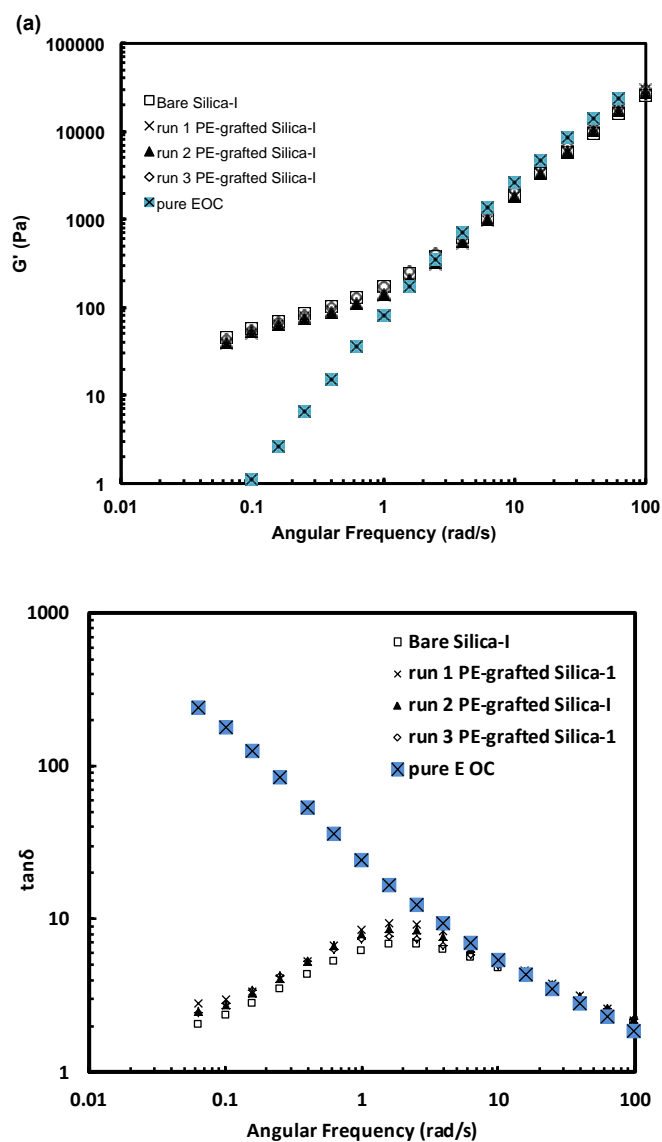 (a)
100000
10000
1000
100
10
1
G' (Pa)
Bare Silica-I
run 1 PE-grafted Silica-I
run 2 PE-grafted Silica-I
run 3 PE-grafted Silica-I
pure EOC
0.01 0.1 1 10 100
Angular Frequency (rad/s)
1000
100
10
1
tanδ
Bare Silica-I
run 1 PE-grafted Silica-1
run 2 PE-grafted Silica-I
run 3 PE-grafted Silica-1
pure E OC
0.01 0.1 1 10 100
Angular Frequency (rad/s)